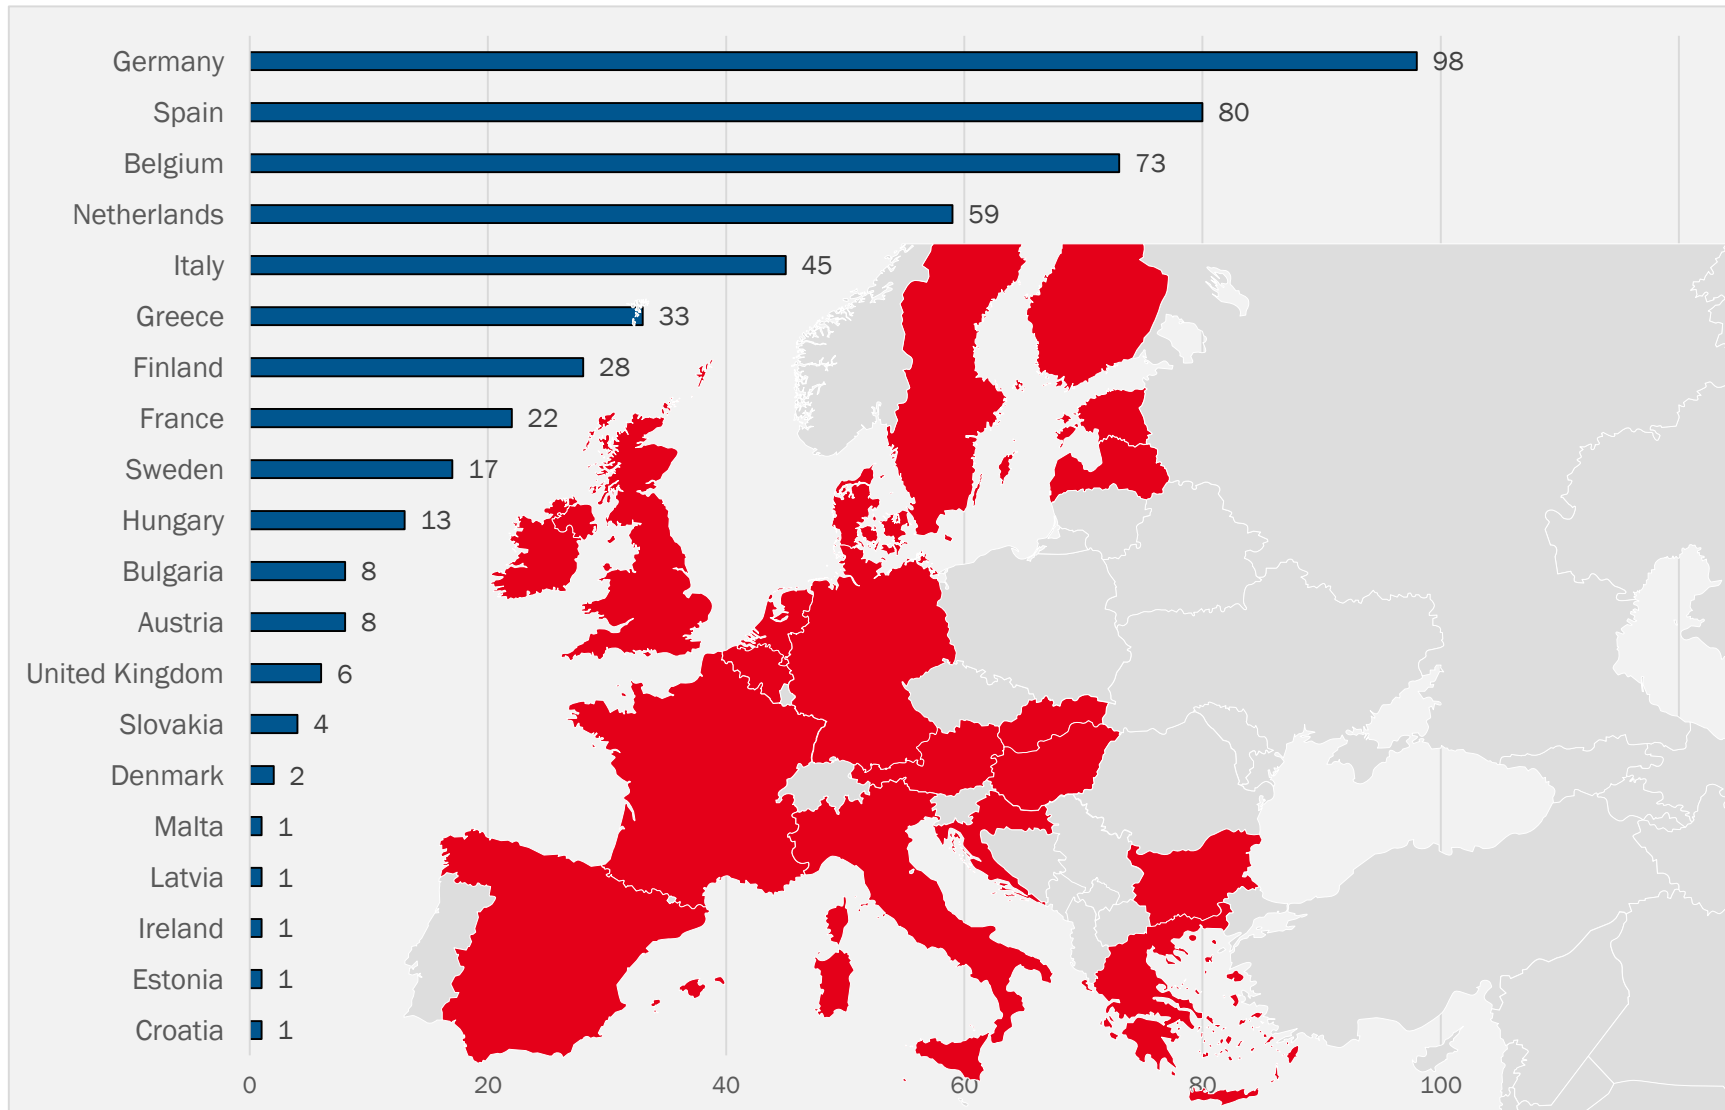 Germany 98
Spain 80
Belgium 73
Netherlands 59
Italy 45
Greece 33
Finland 28
France 22
Sweden 17
Hungary 13
Bulgaria 8
Austria 8
United Kingdom 6
Slovakia 4
Denmark 2
Malta 1
Latvia 1
Ireland 1
Estonia 1
Croatia 1
0 20 40 60 80 100